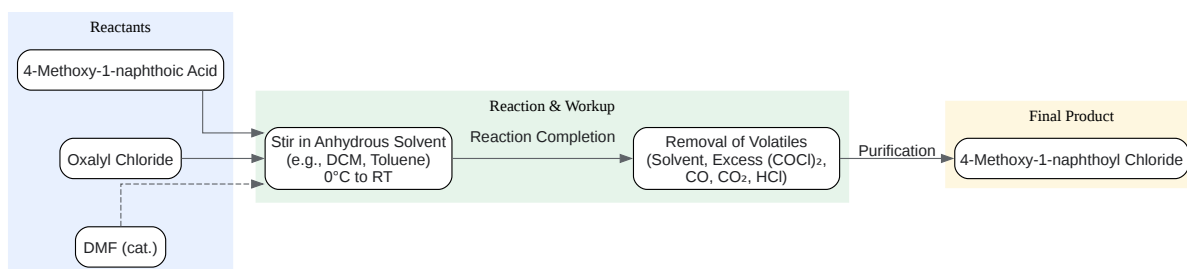 Reactants
4-Methoxy-1-naphthoic Acid
Oxalyl Chloride
DMF (cat.)
Reaction & Workup
Stir in Anhydrous Solvent
(e.g., DCM, Toluene)
0°C to RT
Reaction Completion
Removal of Volatiles
(Solvent, Excess (COCl)₂,
CO, CO₂, HCl)
Purification
Final Product
4-Methoxy-1-naphthoyl Chloride